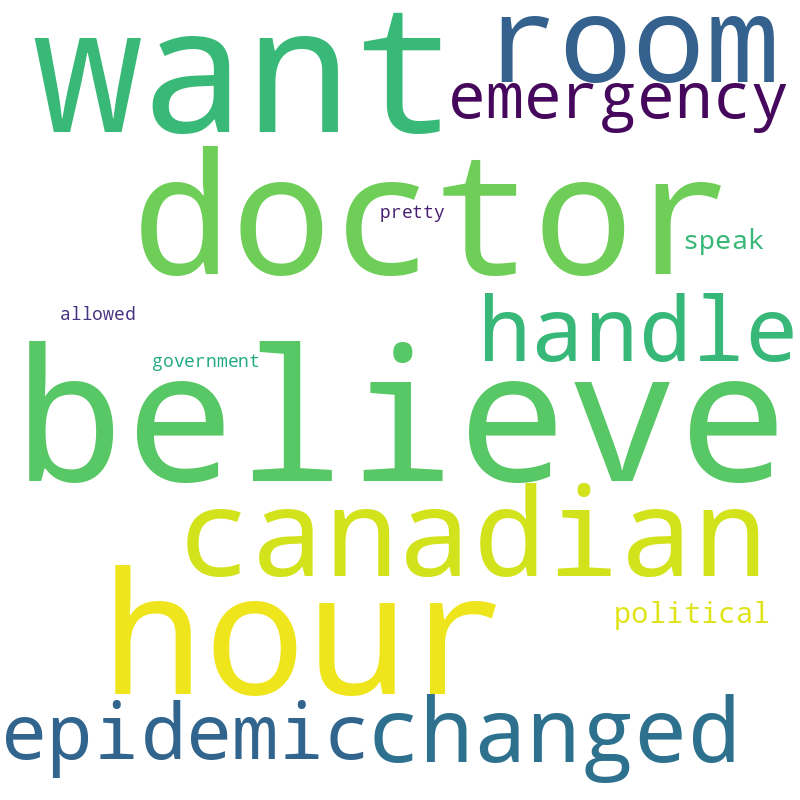 want room
emergency
doctor
pretty
speak
allowed
handle
government
believe
canadian
hour
political
epidemic changed